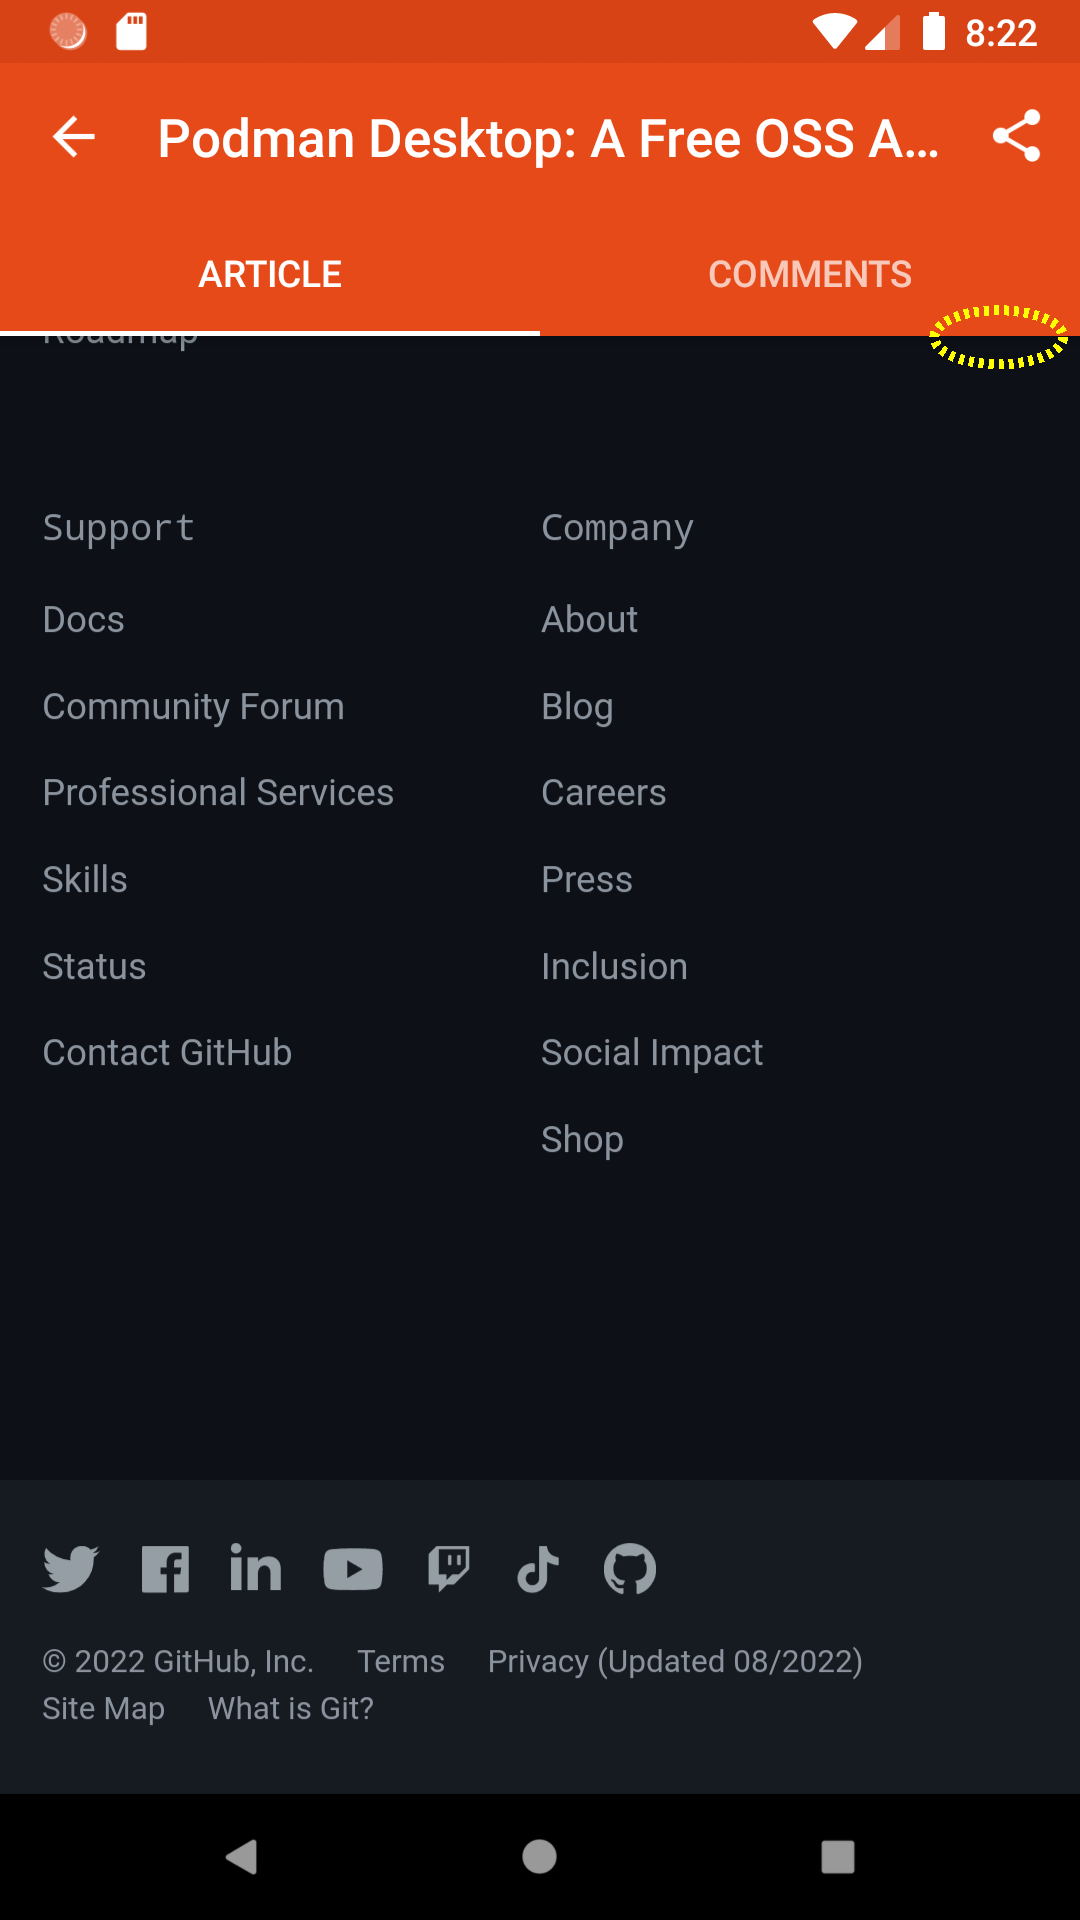 8:22
Podman Desktop: A Free OSS A...
ARTICLE
COMMENTS
Roadmap
Support
Company
Docs
About
Community Forum
Blog
Professional Services
Careers
Skills
Press
Status
Inclusion
Contact GitHub
Social Impact
Shop
© 2022 GitHub, Inc. Terms Privacy (Updated 08/2022)
Site Map What is Git?